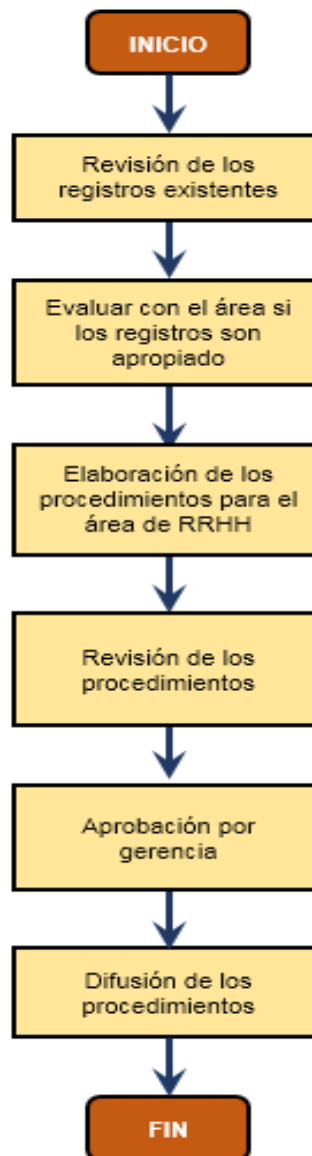 INICIO
Revisión de los
registros existentes
Evaluar con el área si
los registros son
apropiado
Elaboración de los
procedimientos para el
área de RRHH
Revisión de los
procedimientos
Aprobación por
gerencia
Difusión de los
procedimientos
FIN